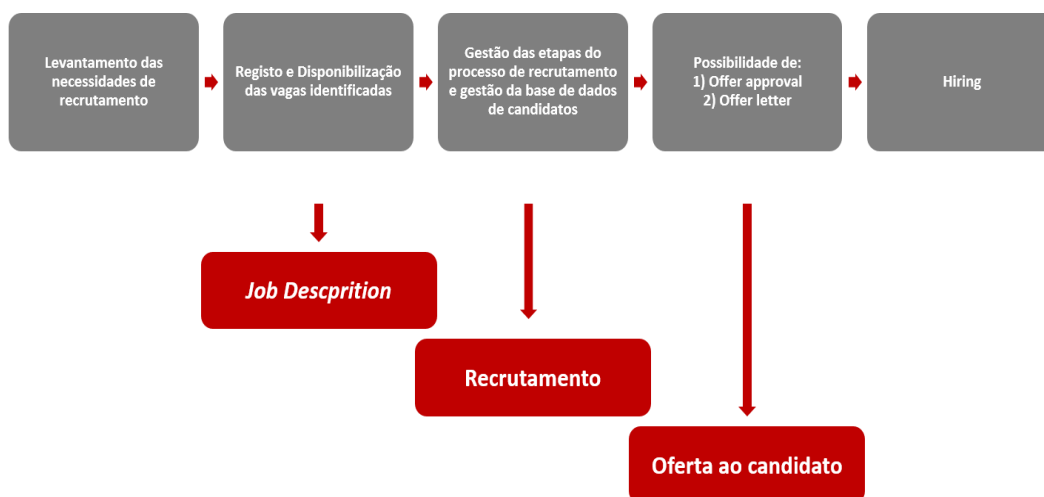 Levantamento das
necessidades de
recrutamento
Registo e Disponibilização
das vagas identificadas
Gestão das etapas do
processo de recrutamento
e gestão da base de dados
de candidatos
Possibilidade de:
1) Offer approval
2) Offer letter
Hiring
Job Descprition
Recrutamento
Oferta ao candidato